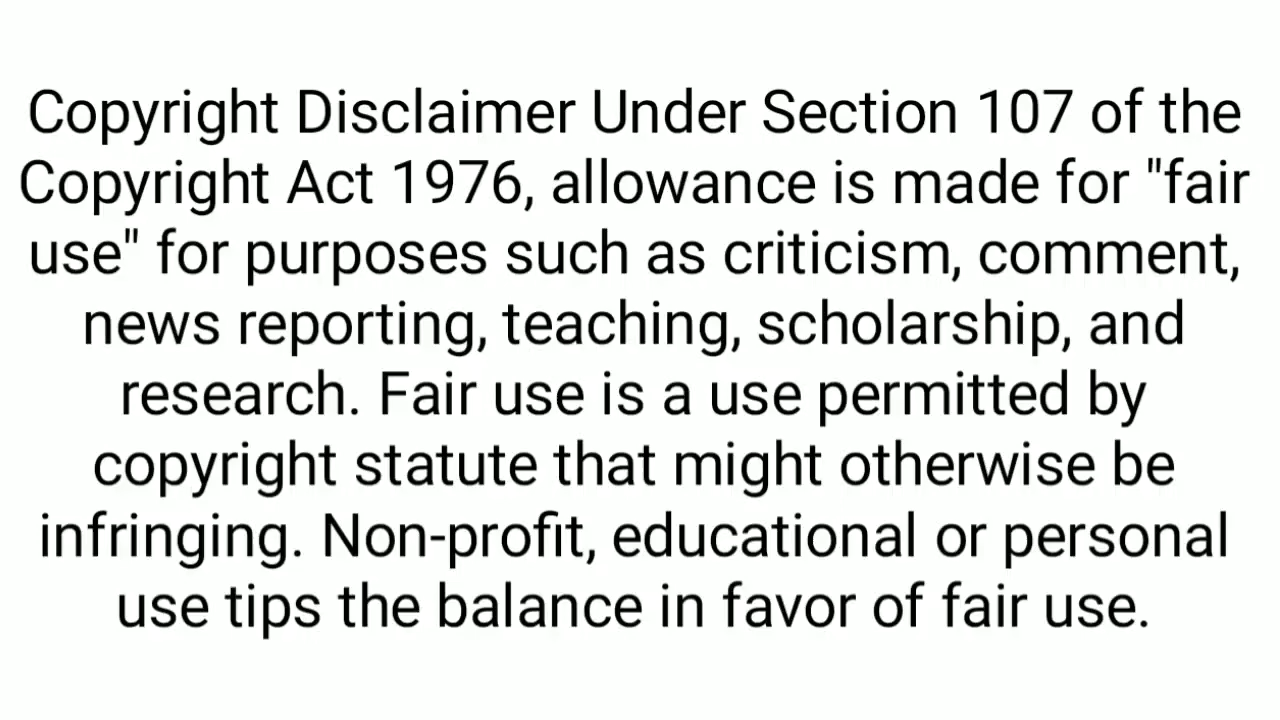 Copyright Disclaimer Under Section 107 of the
Copyright Act 1976, allowance is made for "fair
use" for purposes such as criticism, comment,
news reporting, teaching, scholarship, and
research. Fair use is a use permitted by
copyright statute that might otherwise be
infringing. Non-profit, educational or personal
use tips the balance in favor of fair use.